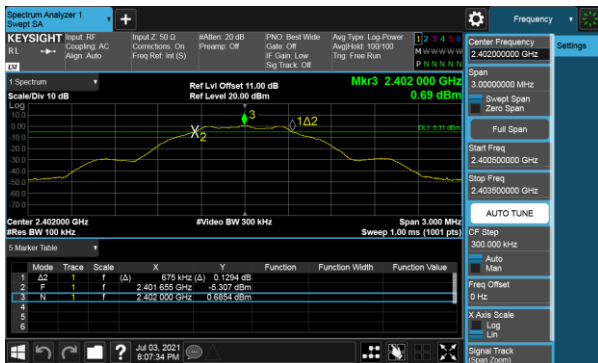 Spectrum Analyzer 1
Swept SA
Frequency
KEYSIGHT
Input: RF
Coupling: AC
Align: Auto
Input Z: 50 Ω
Corrections: On
Freq Ref: Int (S)
#Atten: 20 dB
Preamp: Off
PNO: Best Wide
Gate: Off
IF Gain: Low
Sig Track: Off
Avg Type: Log-Power
Avg|Hold: 100/100
Trig: Free Run
1 2 3 4 5 6
M W W W W W
P N N N N N
R L
LXI
1 Spectrum
Scale/Div 10 dB
Ref Lvl Offset 11.00 dB
Ref Level 20.00 dBm
Mkr3 2.402 000 GHz
0.69 dBm
Log
10.0
0.00
-10.0
-20.0
-30.0
-40.0
-50.0
-60.0
-70.0
2
3
1Δ2
DL1 -5.31 dBm
Center 2.402000 GHz
#Res BW 100 kHz
#Video BW 300 kHz
Span 3.000 MHz
Sweep 1.00 ms (1001 pts)
5 Marker Table
Mode Trace Scale X Y Function Function Width Function Value
1 Δ2 1 f (Δ) 675 kHz (Δ) 0.1294 dB
2 F 1 f 2.401 655 GHz -5.307 dBm
3 N 1 f 2.402 000 GHz 0.6854 dBm
4
5
6
?
Jul 03, 2021
8:07:34 PM
Center Frequency
2.402000000 GHz
Settings
Span
3.00000000 MHz
Swept Span
Zero Span
Full Span
Start Freq
2.400500000 GHz
Stop Freq
2.403500000 GHz
AUTO TUNE
CF Step
300.000 kHz
Auto
Man
Freq Offset
0 Hz
X Axis Scale
Log
Lin
Signal Track
(Span Zoom)